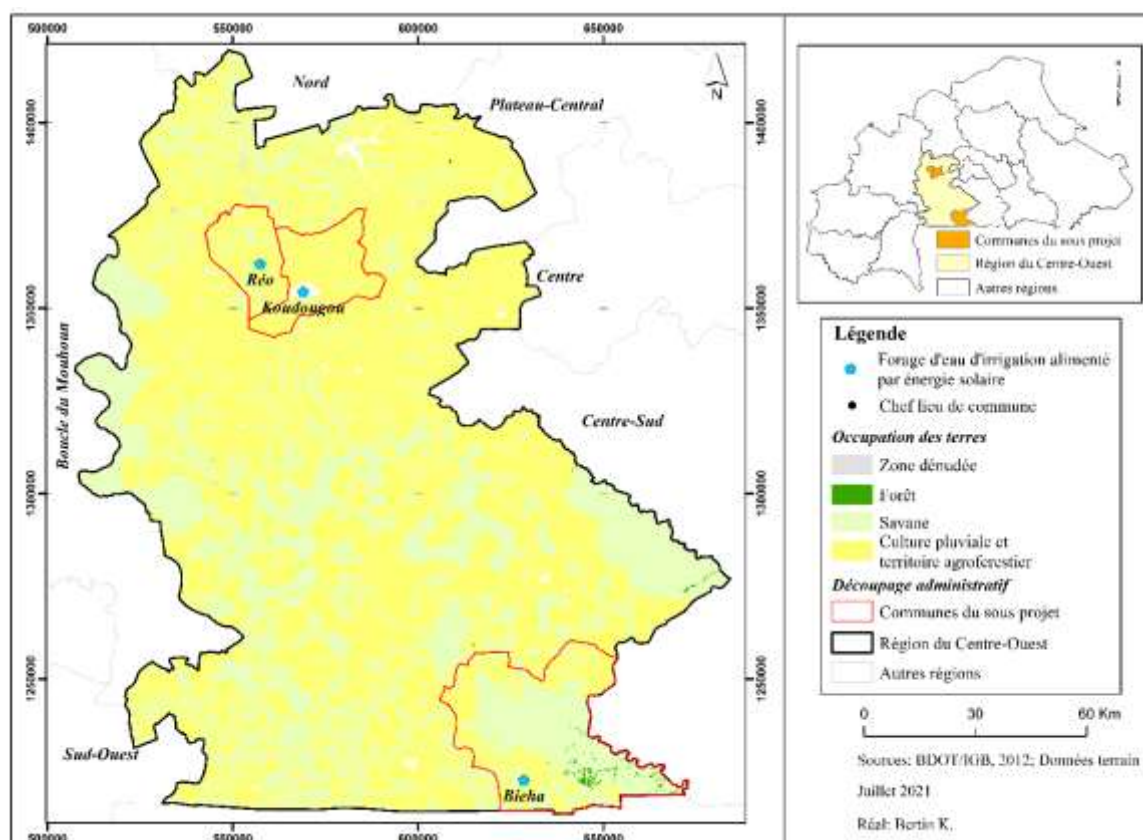 500000
550000
600000
650000
Nord
Plateau-Central
N
1400000
1400000
Réo
Koudougou
Centre
1350000
1350000
Boucle du Mouhoun
Centre-Sud
1300000
1300000
1250000
1250000
Sud-Ouest
Bieha
500000
550000
600000
650000
Communes du sous projet
Région du Centre-Ouest
Autres régions
Légende
Forage d'eau d'irrigation alimenté
par énergie solaire
Chef lieu de commune
Occupation des terres
Zone dénudée
Forêt
Savane
Culture pluviale et
territoire agroforestier
Découpage administratif
Communes du sous projet
Région du Centre-Ouest
Autres régions
0 30 60 Km
Sources: BDOT/IGB, 2012; Données terrain
Juillet 2021
Réal: Bertin K.